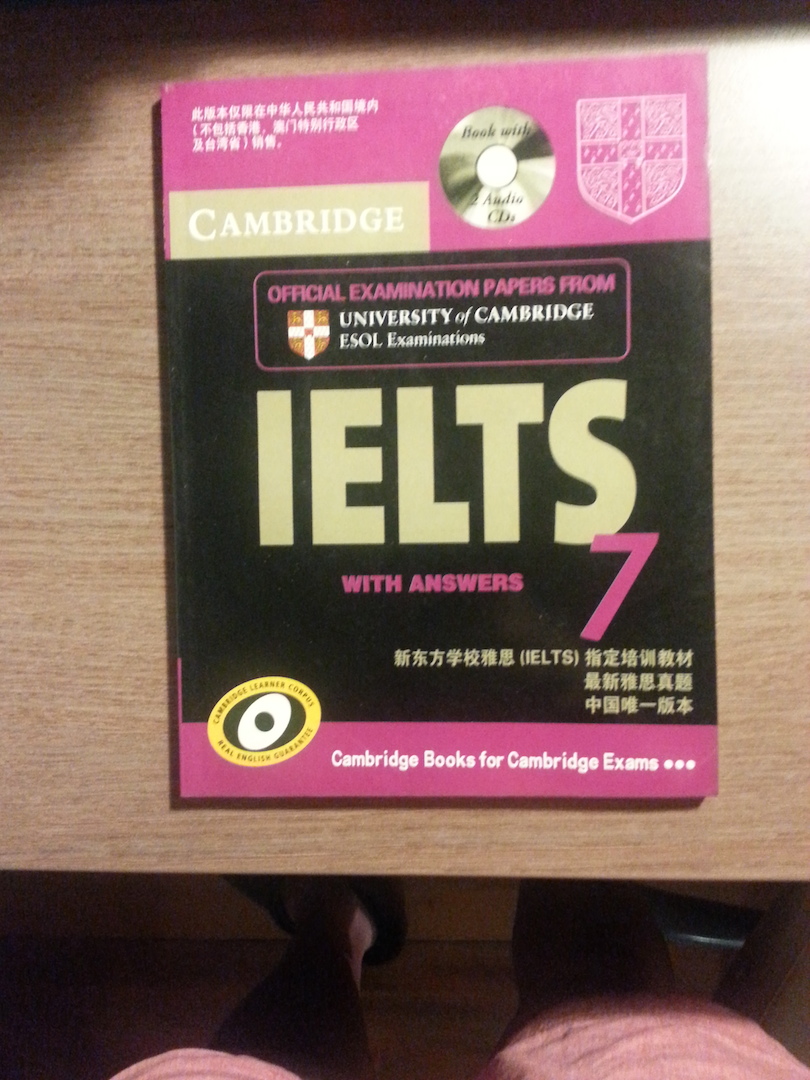 此版本仅限在中华人民共和国境内
（不包括香港、澳门特别行政区
及台湾省）销售。
Book with
2 Audio
CDs
CAMBRIDGE
OFFICIAL EXAMINATION PAPERS FROM
UNIVERSITY of CAMBRIDGE
ESOL Examinations
IELTS
7
WITH ANSWERS
新东方学校雅思 (IELTS) 指定培训教材
最新雅思真题
中国唯一版本
CAMBRIDGE LEARNER CORPUS
REAL ENGLISH GUARANTEE
Cambridge Books for Cambridge Exams •••